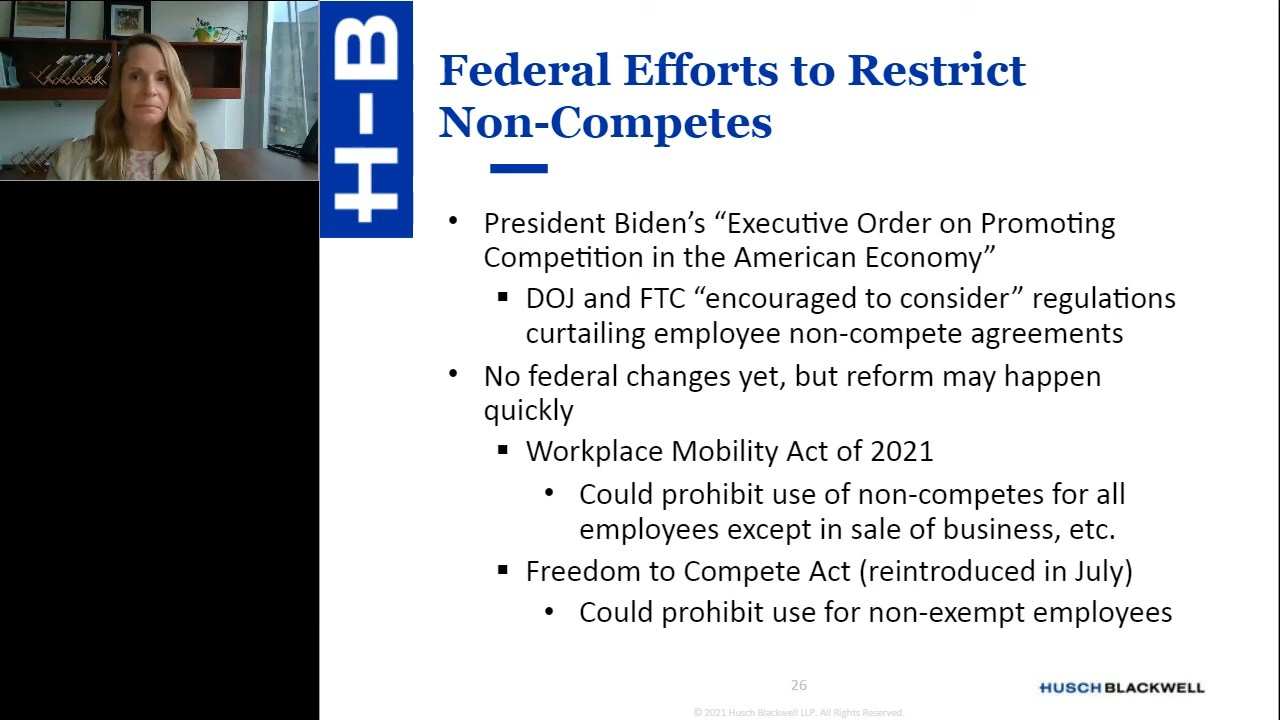 H-B
Federal Efforts to Restrict
Non-Competes
• President Biden’s “Executive Order on Promoting
Competition in the American Economy”
▪ DOJ and FTC “encouraged to consider” regulations
curtailing employee non-compete agreements
• No federal changes yet, but reform may happen
quickly
▪ Workplace Mobility Act of 2021
• Could prohibit use of non-competes for all
employees except in sale of business, etc.
▪ Freedom to Compete Act (reintroduced in July)
• Could prohibit use for non-exempt employees
26
HUSCH BLACKWELL
© 2021 Husch Blackwell LLP. All Rights Reserved.